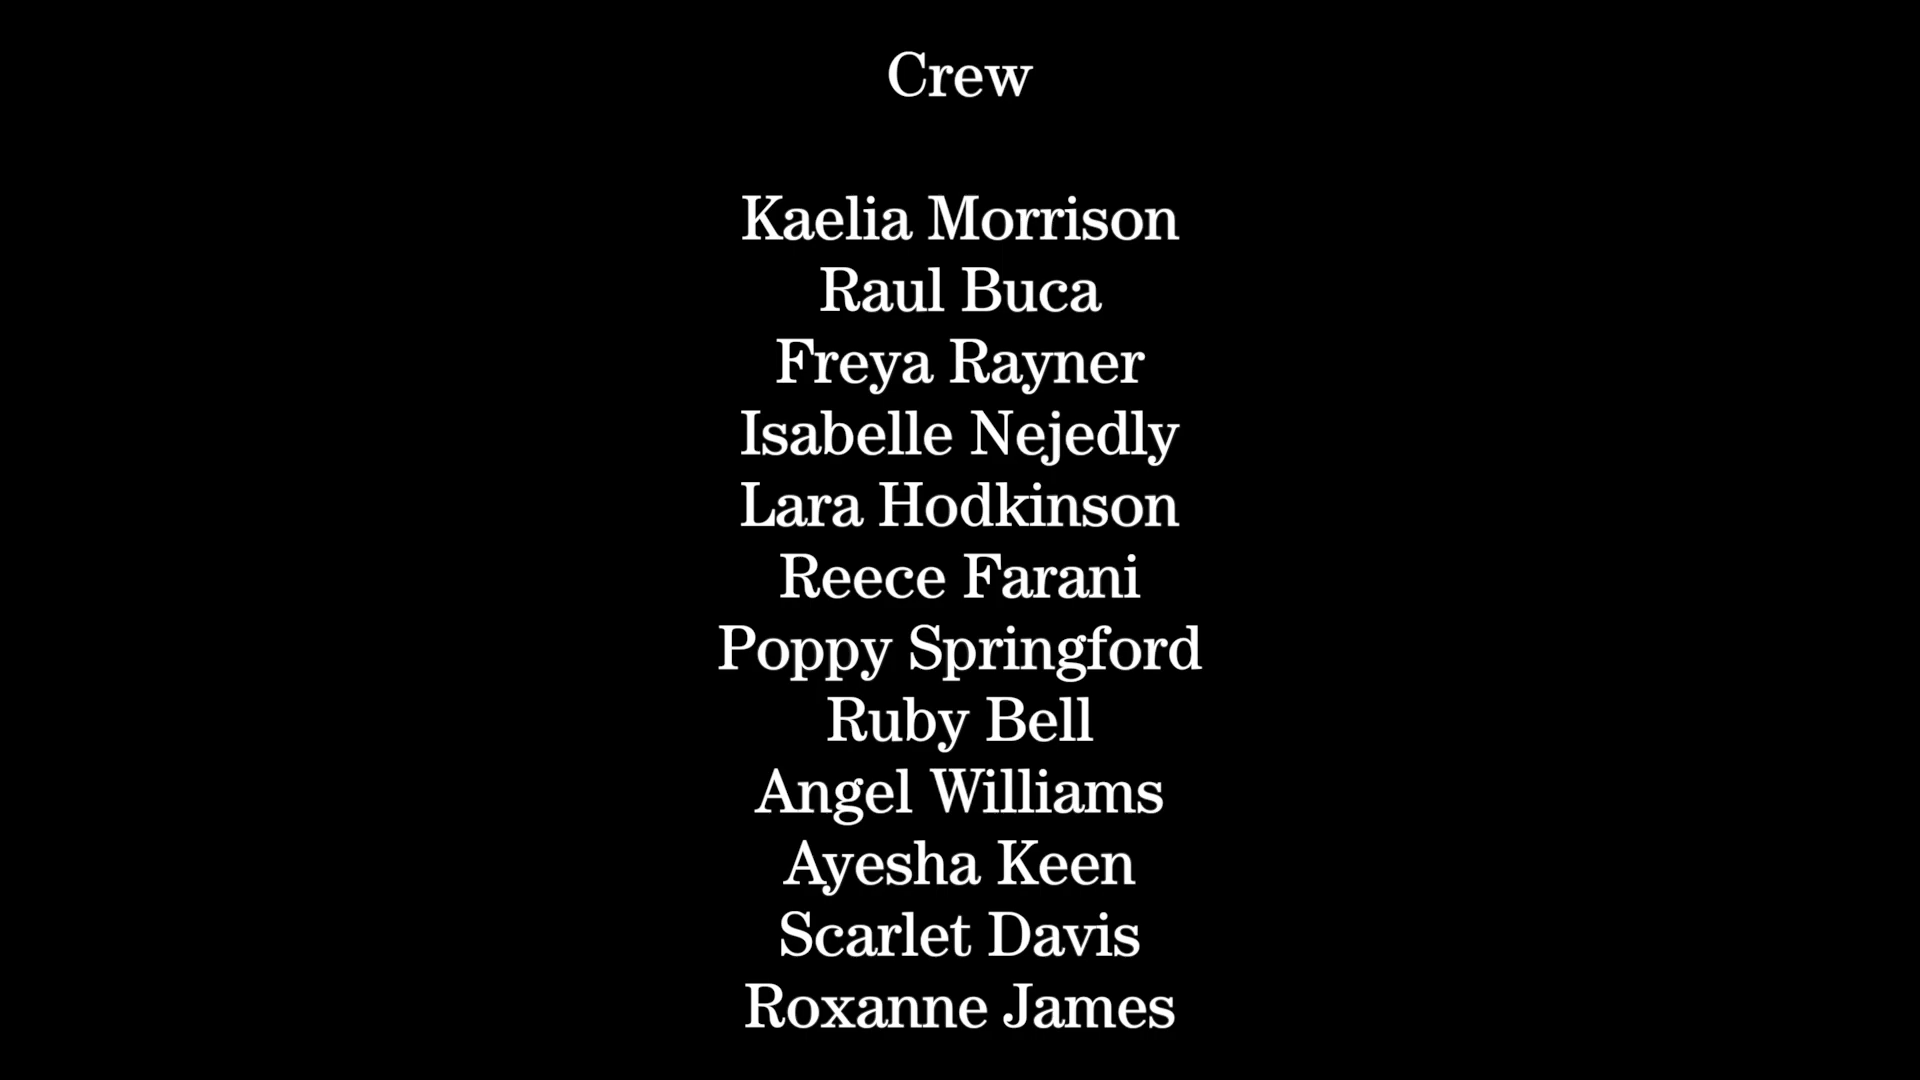 Crew
Kaelia Morrison
Raul Buca
Freya Rayner
Isabelle Nejedly
Lara Hodkinson
Reece Farani
Poppy Springford
Ruby Bell
Angel Williams
Ayesha Keen
Scarlet Davis
Roxanne James